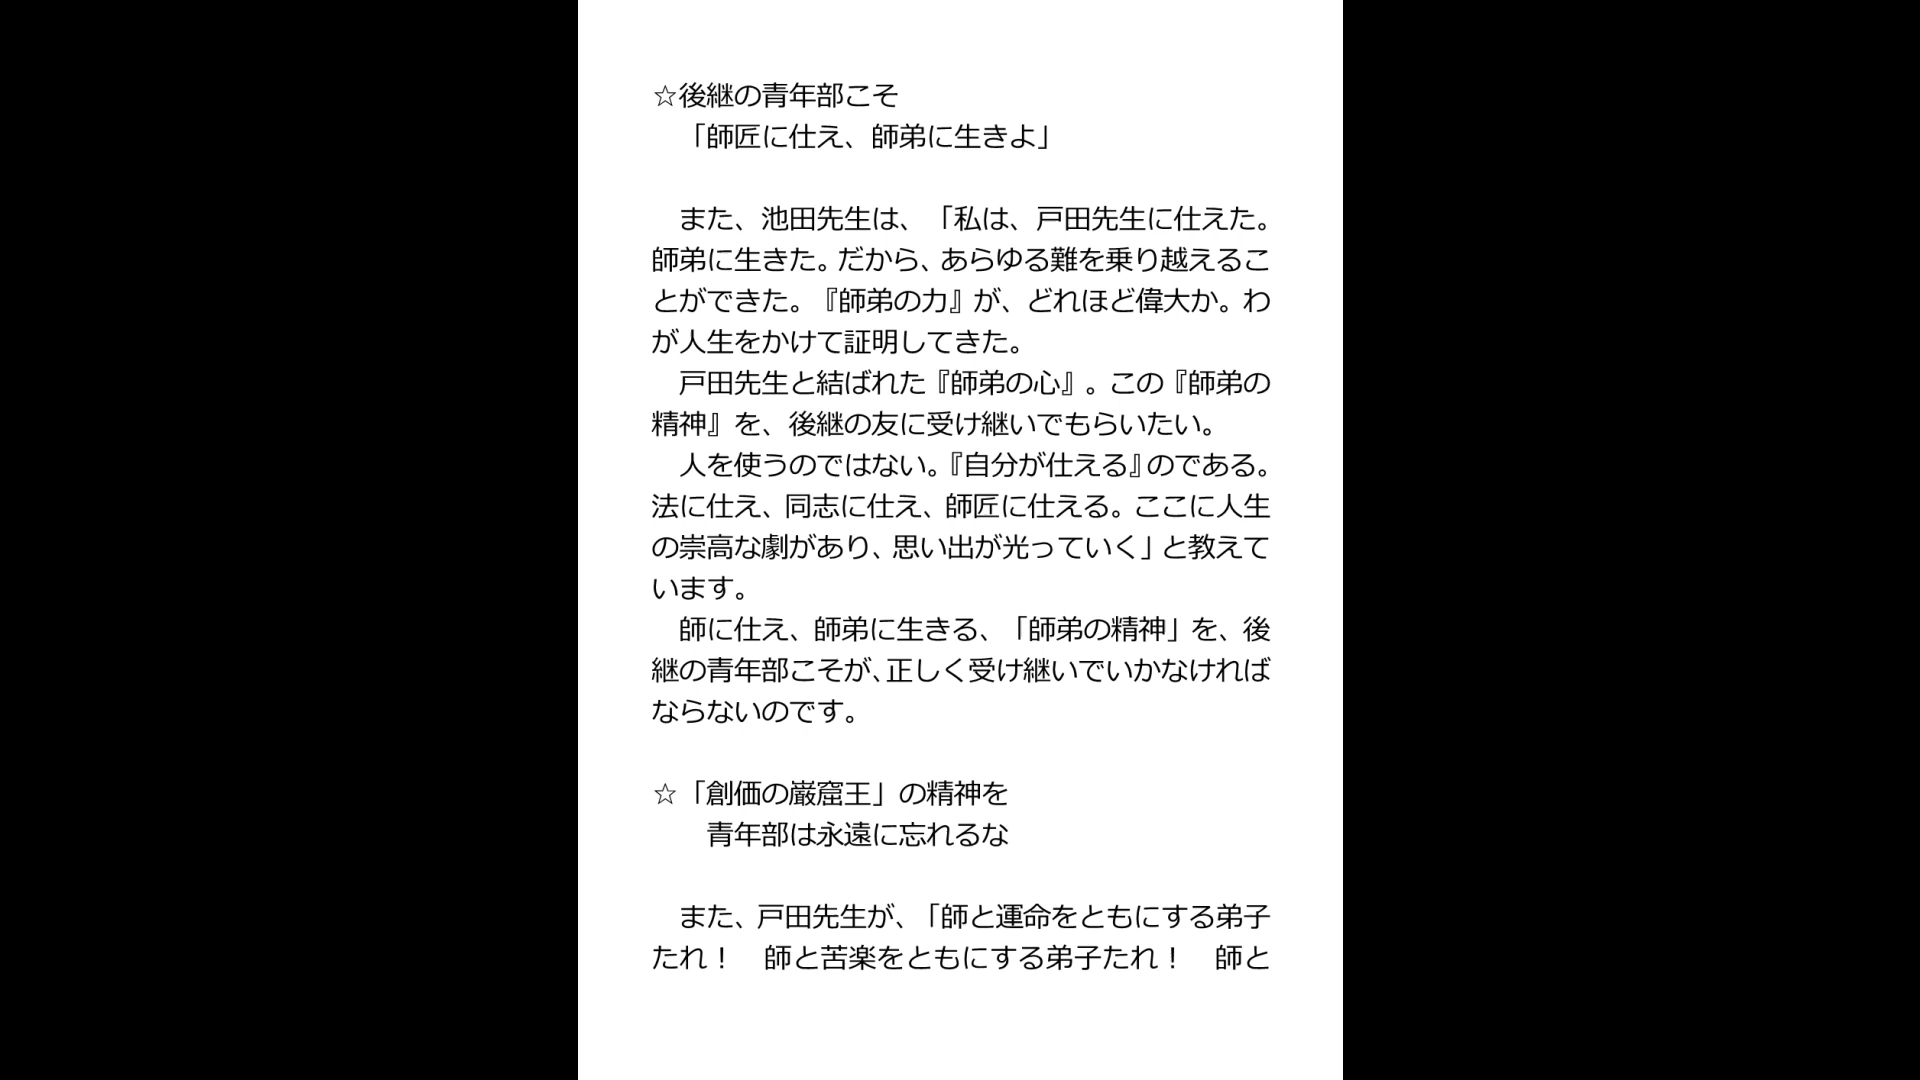 ☆後継の青年部こそ
「師匠に仕え、師弟に生きよ」
また、池田先生は、「私は、戸田先生に仕えた。
師弟に生きた。だから、あらゆる難を乗り越えるこ
とができた。『師弟の力』が、どれほど偉大か。わ
が人生をかけて証明してきた。
戸田先生と結ばれた『師弟の心』。この『師弟の
精神』を、後継の友に受け継いでもらいたい。
人を使うのではない。『自分が仕える』のである。
法に仕え、同志に仕え、師匠に仕える。ここに人生
の崇高な劇があり、思い出が光っていく」と教えて
います。
師に仕え、師弟に生きる、「師弟の精神」を、後
継の青年部こそが、正しく受け継いでいかなければ
ならないのです。
☆「創価の巌窟王」の精神を
青年部は永遠に忘れるな
また、戸田先生が、「師と運命をともにする弟子
たれ！　師と苦楽をともにする弟子たれ！　師と